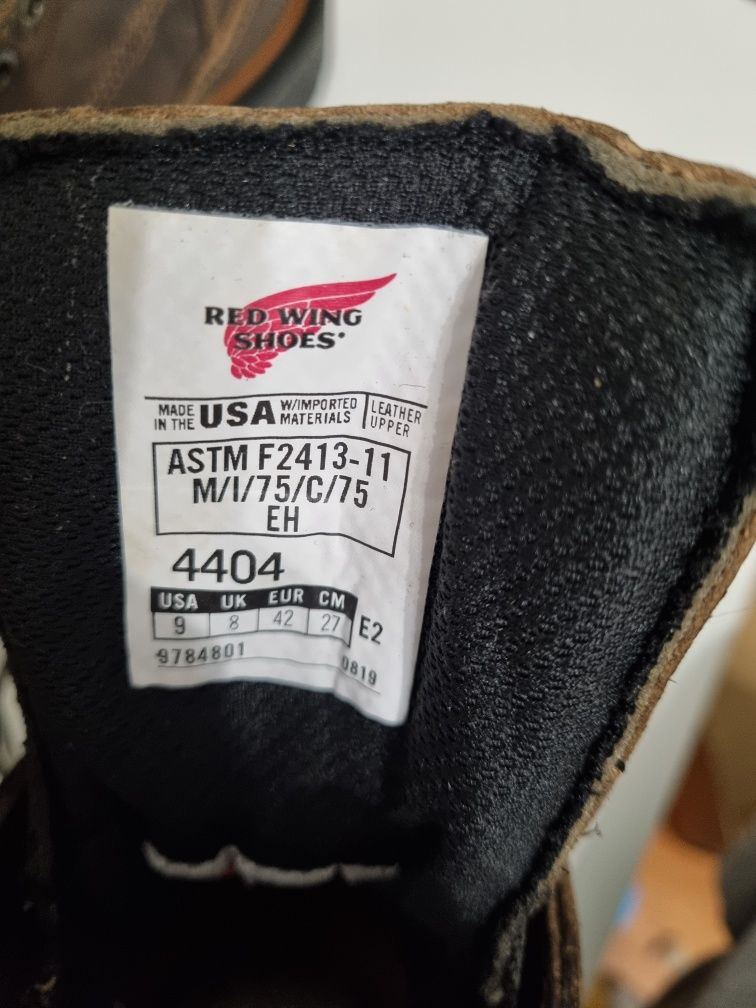 RED WING
SHOES
MADE IN THE USA W/IMPORTED MATERIALS LEATHER UPPER
ASTM F2413-11
M/I/75/C/75
EH
4404
USA UK EUR CM
9 8 42 27 E2
9784801 0819